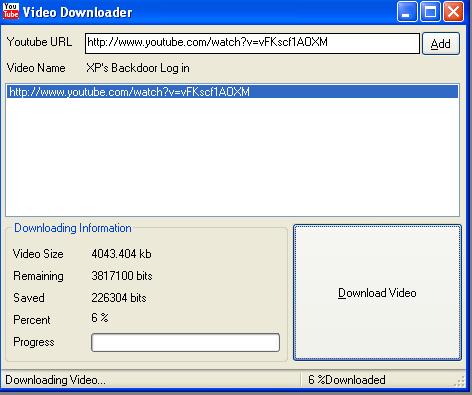 You Tube Video Downloader
Youtube URL http://www.youtube.com/watch?v=vFKscf1AOXM Add
Video Name XP's Backdoor Log in
http://www.youtube.com/watch?v=vFKscf1AOXM
Downloading Information
Video Size 4043.404 kb
Remaining 3817100 bits
Saved 226304 bits
Percent 6 %
Progress
Download Video
Downloading Video... 6 %Downloaded